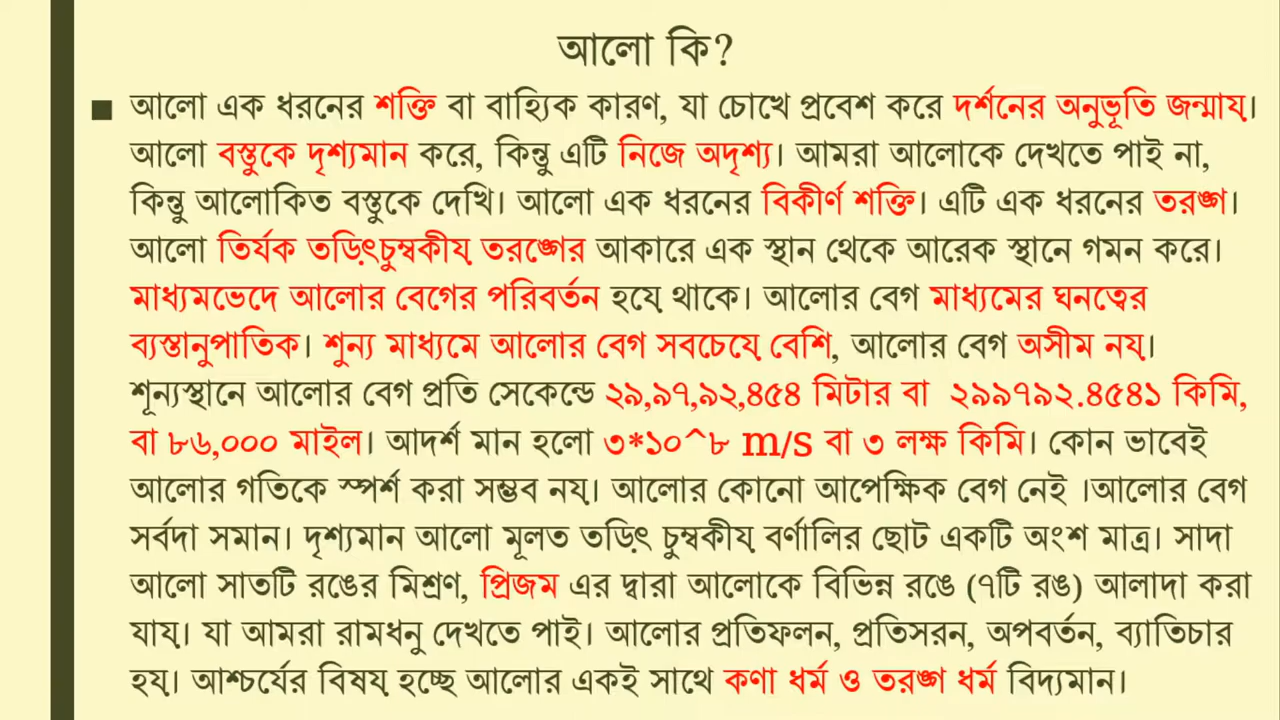 আলো কি?
■ আলো এক ধরনের শক্তি বা বাহ্যিক কারণ, যা চোখে প্রবেশ করে দর্শনের অনুভূতি জন্মায়।
আলো বস্তুকে দৃশ্যমান করে, কিন্তু এটি নিজে অদৃশ্য। আমরা আলোকে দেখতে পাই না,
কিন্তু আলোকিত বস্তুকে দেখি। আলো এক ধরনের বিকীর্ণ শক্তি। এটি এক ধরনের তরঙ্গ।
আলো তির্যক তড়িৎচুম্বকীয় তরঙ্গের আকারে এক স্থান থেকে আরেক স্থানে গমন করে।
মাধ্যমভেদে আলোর বেগের পরিবর্তন হয়ে থাকে। আলোর বেগ মাধ্যমের ঘনত্বের
ব্যস্তানুপাতিক। শুন্য মাধ্যমে আলোর বেগ সবচেয়ে বেশি, আলোর বেগ অসীম নয়।
শূন্যস্থানে আলোর বেগ প্রতি সেকেন্ডে ২৯,৯৭,৯২,৪৫৪ মিটার বা ২৯৯৭৯২.৪৫৪১ কিমি,
বা ৮৬,০০০ মাইল। আদর্শ মান হলো ৩*১০^৮ m/s বা ৩ লক্ষ কিমি। কোন ভাবেই
আলোর গতিকে স্পর্শ করা সম্ভব নয়। আলোর কোনো আপেক্ষিক বেগ নেই ।আলোর বেগ
সর্বদা সমান। দৃশ্যমান আলো মূলত তড়িৎ চুম্বকীয় বর্ণালির ছোট একটি অংশ মাত্র। সাদা
আলো সাতটি রঙের মিশ্রণ, প্রিজম এর দ্বারা আলোকে বিভিন্ন রঙে (৭টি রঙ) আলাদা করা
যায়। যা আমরা রামধনু দেখতে পাই। আলোর প্রতিফলন, প্রতিসরন, অপবর্তন, ব্যাতিচার
হয়। আশ্চর্যের বিষয় হচ্ছে আলোর একই সাথে কণা ধর্ম ও তরঙ্গ ধর্ম বিদ্যমান।